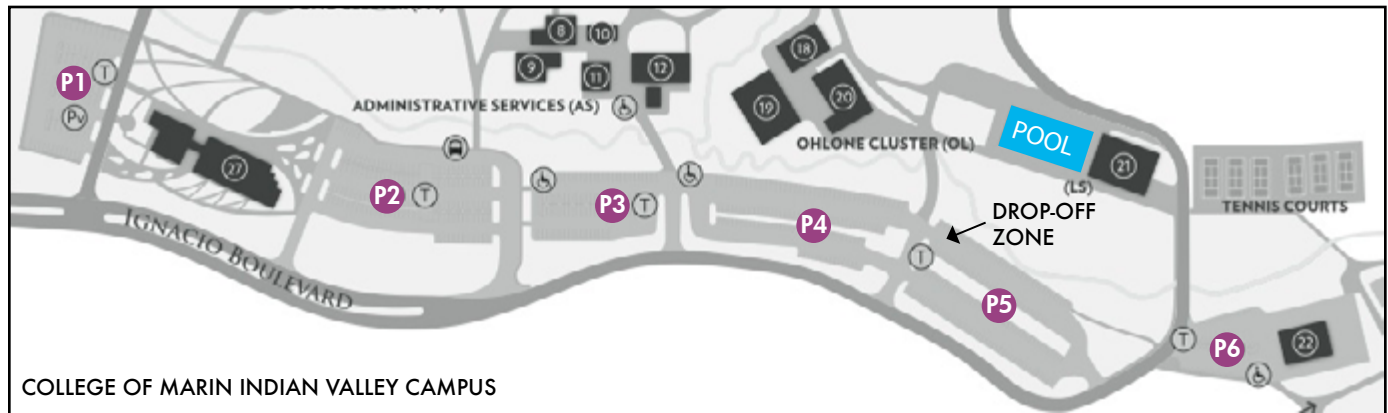 8
10
9
11
12
18
19
20
P1
T
Pv
ADMINISTRATIVE SERVICES (AS)
OHLONE CLUSTER (OL)
POOL
21
(LS)
TENNIS COURTS
27
P2
T
P3
T
P4
DROP-OFF
ZONE
IGNACIO BOULEVARD
P5
T
P6
22
COLLEGE OF MARIN INDIAN VALLEY CAMPUS